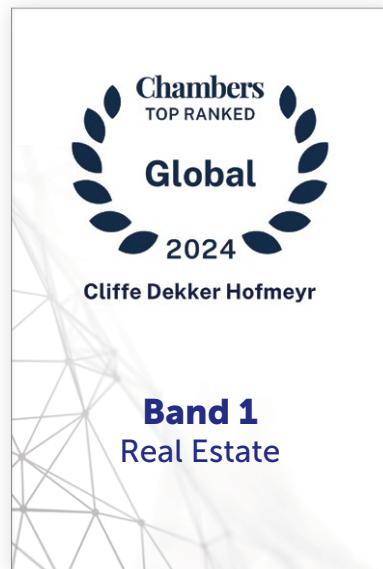 Chambers
TOP RANKED
Global
2024
Cliffe Dekker Hofmeyr
Band 1
Real Estate